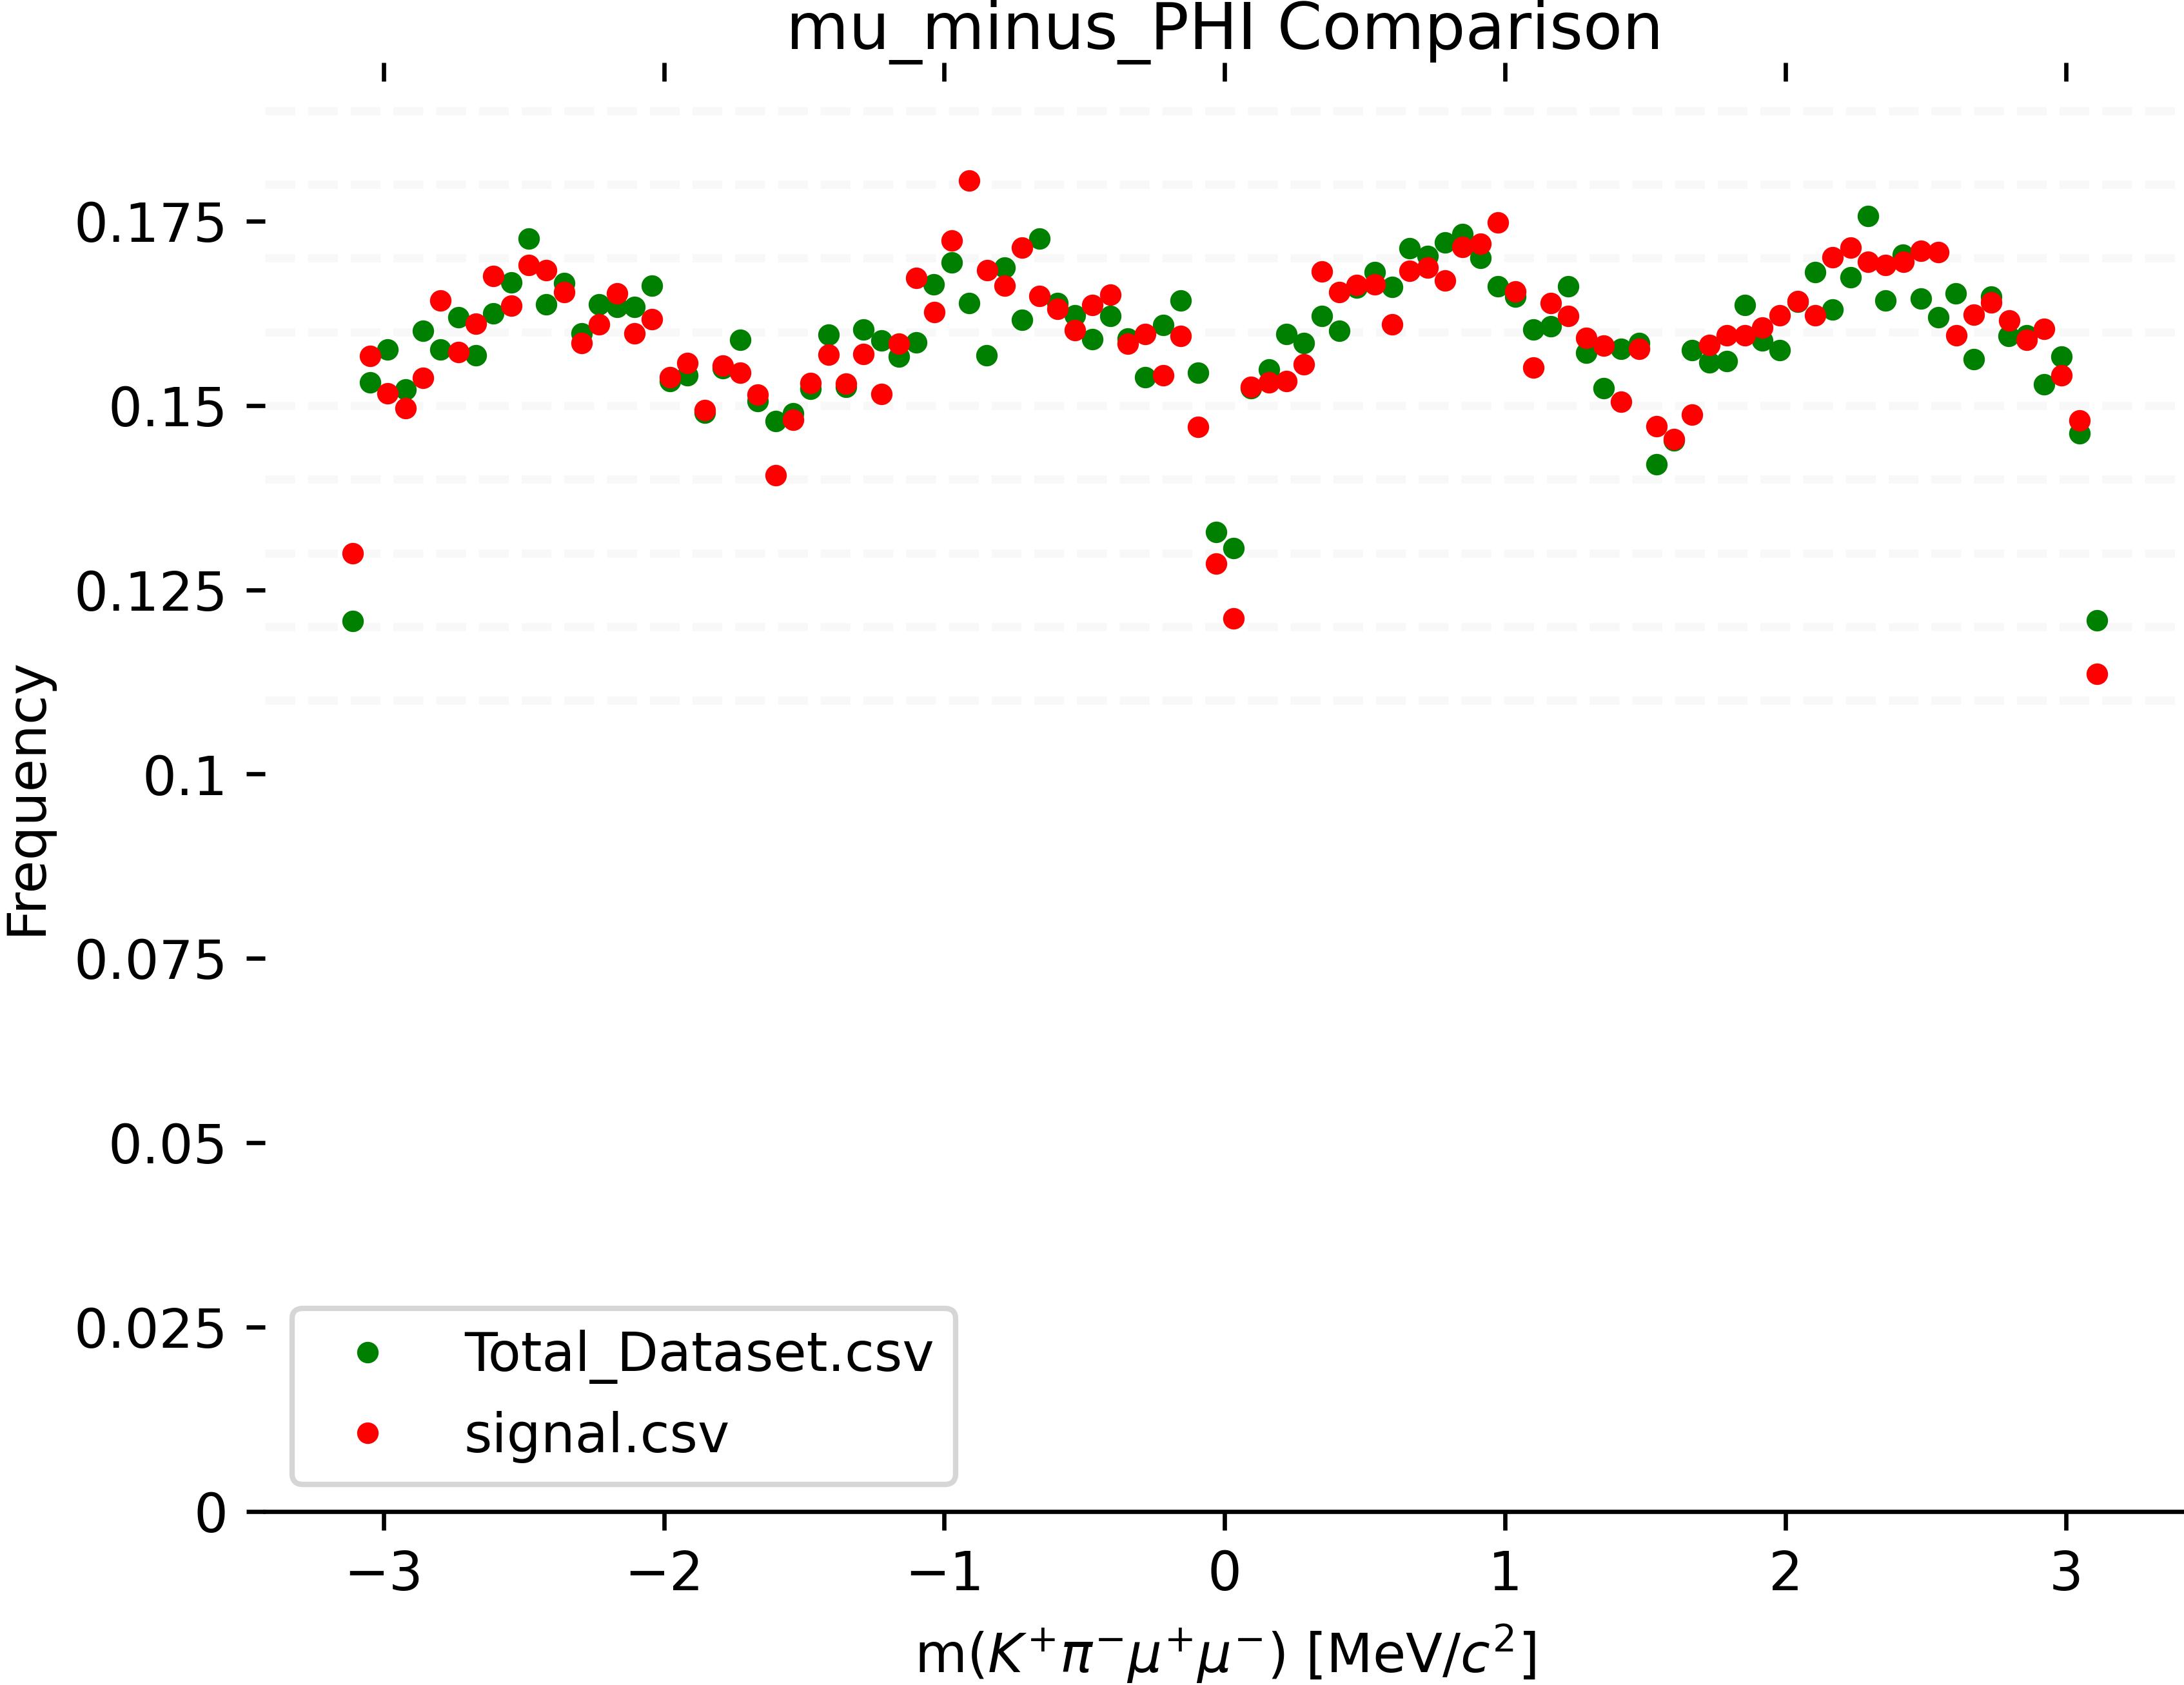 mu_minus_PHI Comparison
0.175
0.15
0.125
0.1
0.075
0.05
0.025
0
Frequency
Total_Dataset.csv
signal.csv
−3 −2 −1 0 1 2 3
m(K⁺π⁻μ⁺μ⁻) [MeV/c²]